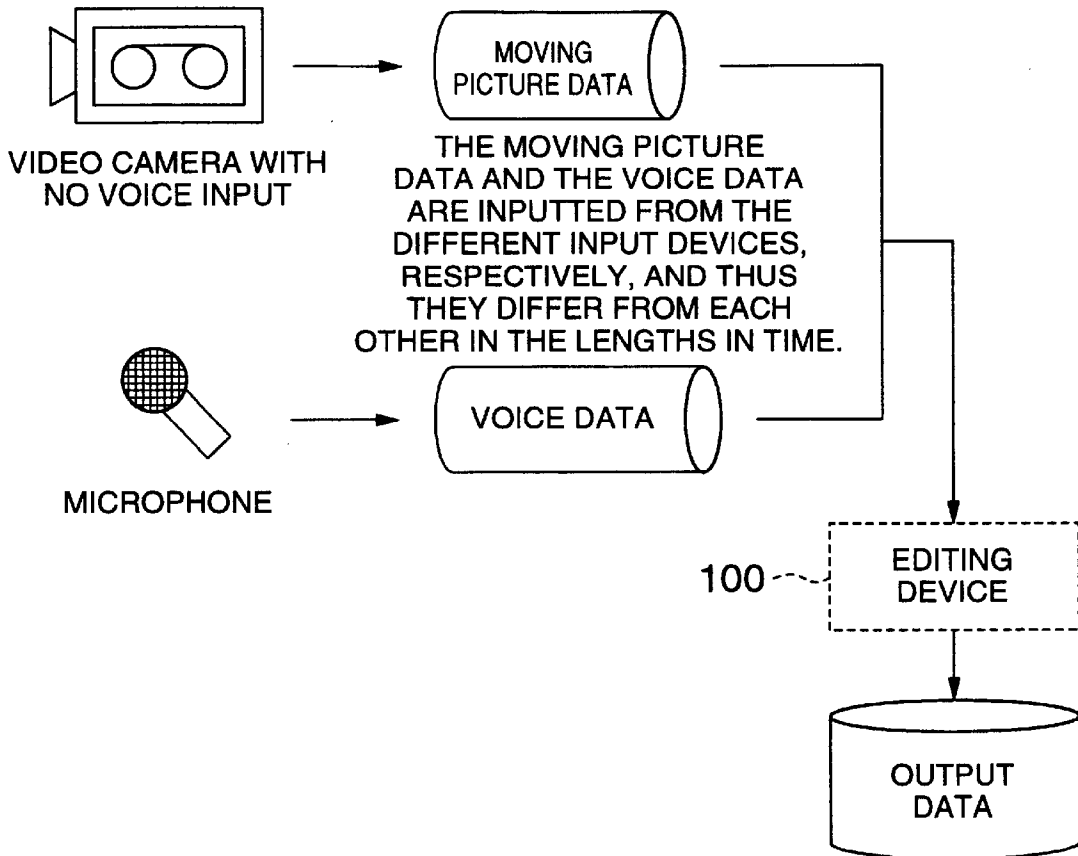 MOVING
PICTURE DATA
VIDEO CAMERA WITH
NO VOICE INPUT
THE MOVING PICTURE
DATA AND THE VOICE DATA
ARE INPUTTED FROM THE
DIFFERENT INPUT DEVICES,
RESPECTIVELY, AND THUS
THEY DIFFER FROM EACH
OTHER IN THE LENGTHS IN TIME.
VOICE DATA
MICROPHONE
100
EDITING
DEVICE
OUTPUT
DATA